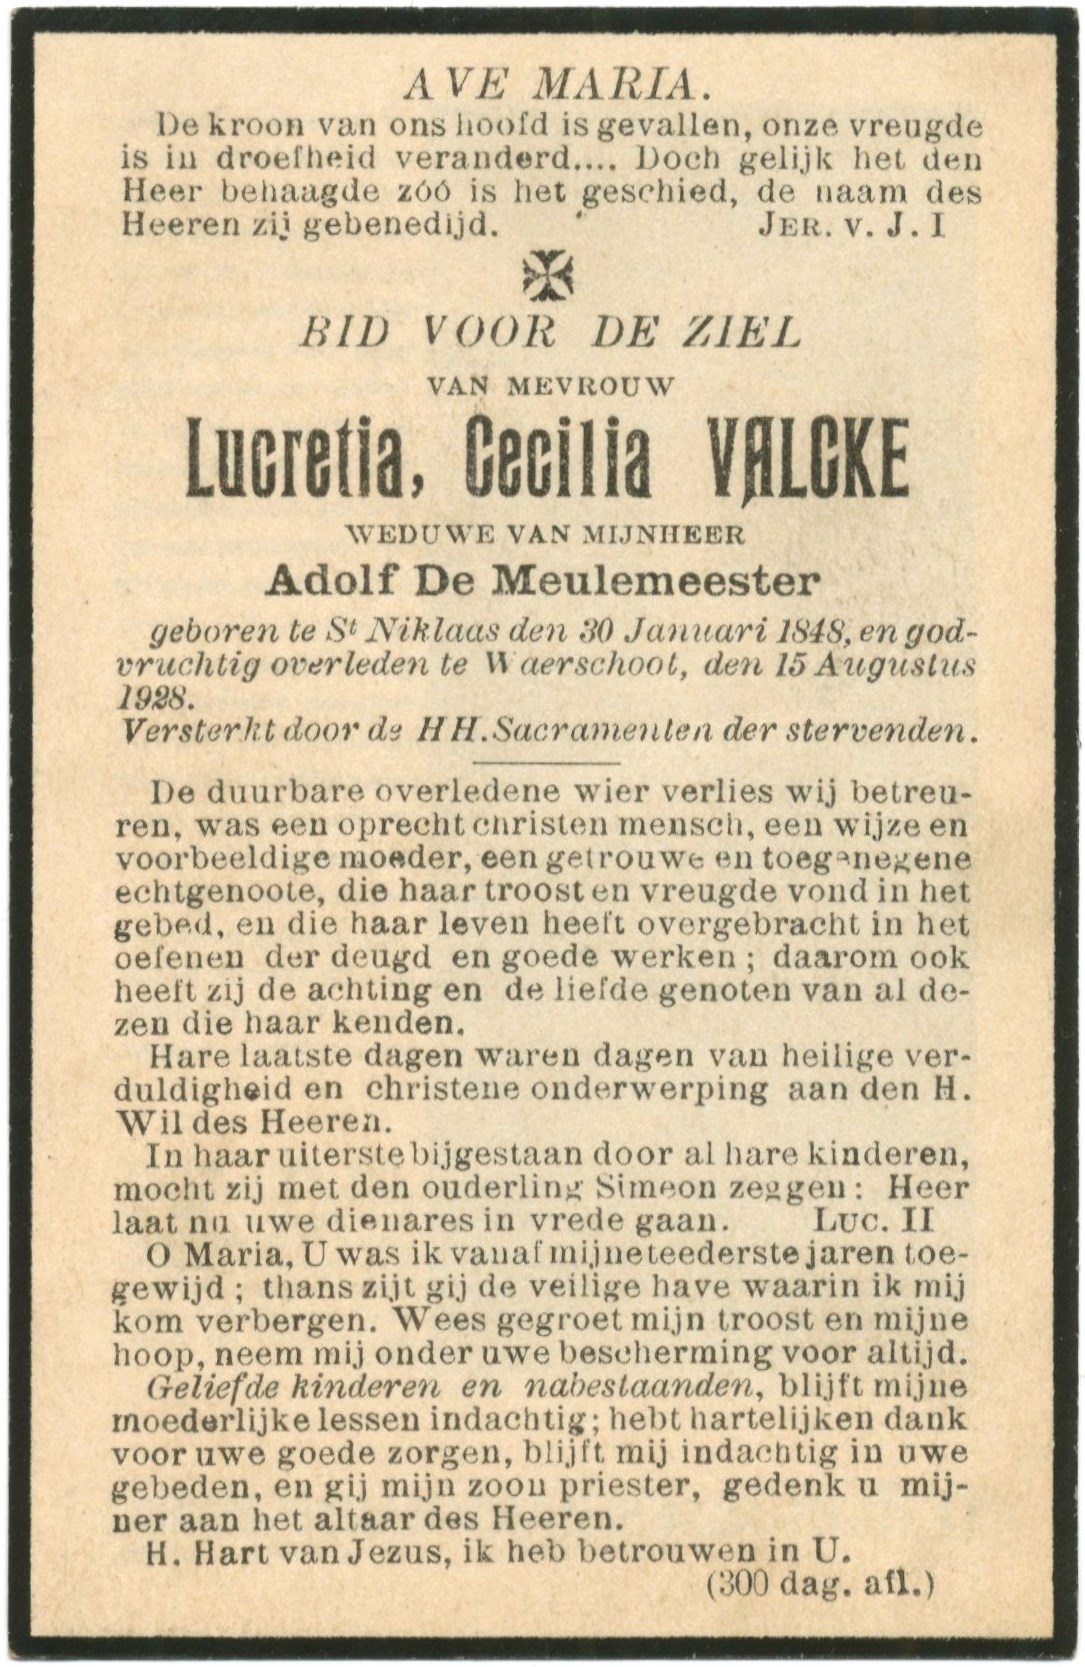 AVE MARIA.
De kroon van ons hoofd is gevallen, onze vreugde
is in droefheid veranderd.... Doch gelijk het den
Heer behaagde zóó is het geschied, de naam des
Heeren zij gebenedijd. JER. V. J. I
BID VOOR DE ZIEL
VAN MEVROUW
Lucretia, Cecilia VALCKE
WEDUWE VAN MIJNHEER
Adolf De Meulemeester
geboren te St Niklaas den 30 Januari 1848, en god-
vruchtig overleden te Waerschoot, den 15 Augustus
1928.
Versterkt door de HH. Sacramenten der stervenden.
De duurbare overledene wier verlies wij betreu-
ren, was een oprecht christen mensch, een wijze en
voorbeeldige moeder, een getrouwe en toegenegene
echtgenoote, die haar troost en vreugde vond in het
gebed, en die haar leven heeft overgebracht in het
oefenen der deugd en goede werken ; daarom ook
heeft zij de achting en de liefde genoten van al de-
zen die haar kenden.
Hare laatste dagen waren dagen van heilige ver-
duldigheid en christene onderwerping aan den H.
Wil des Heeren.
In haar uiterste bijgestaan door al hare kinderen,
mocht zij met den ouderling Simeon zeggen : Heer
laat nu uwe dienares in vrede gaan. LUC. II
O Maria, U was ik vanaf mijne teederste jaren toe-
gewijd ; thans zijt gij de veilige have waarin ik mij
kom verbergen. Wees gegroet mijn troost en mijne
hoop, neem mij onder uwe bescherming voor altijd.
Geliefde kinderen en nabestaanden, blijft mijne
moederlijke lessen indachtig ; hebt hartelijken dank
voor uwe goede zorgen, blijft mij indachtig in uwe
gebeden, en gij mijn zoon priester, gedenk u mij-
ner aan het altaar des Heeren.
H. Hart van Jezus, ik heb betrouwen in U.
(300 dag. afl.)